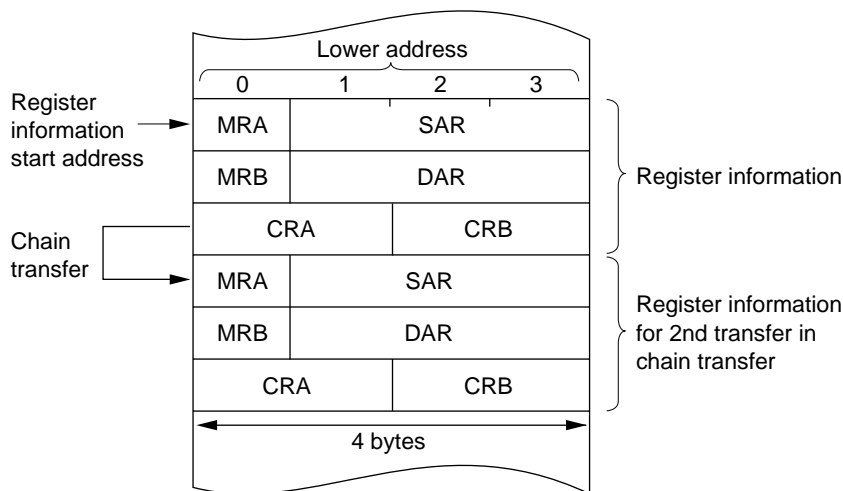 Lower address
0 1 2 3
Register
information
start address
MRA SAR
MRB DAR
CRA CRB
Register information
Chain
transfer
MRA SAR
MRB DAR
CRA CRB
Register information
for 2nd transfer in
chain transfer
4 bytes